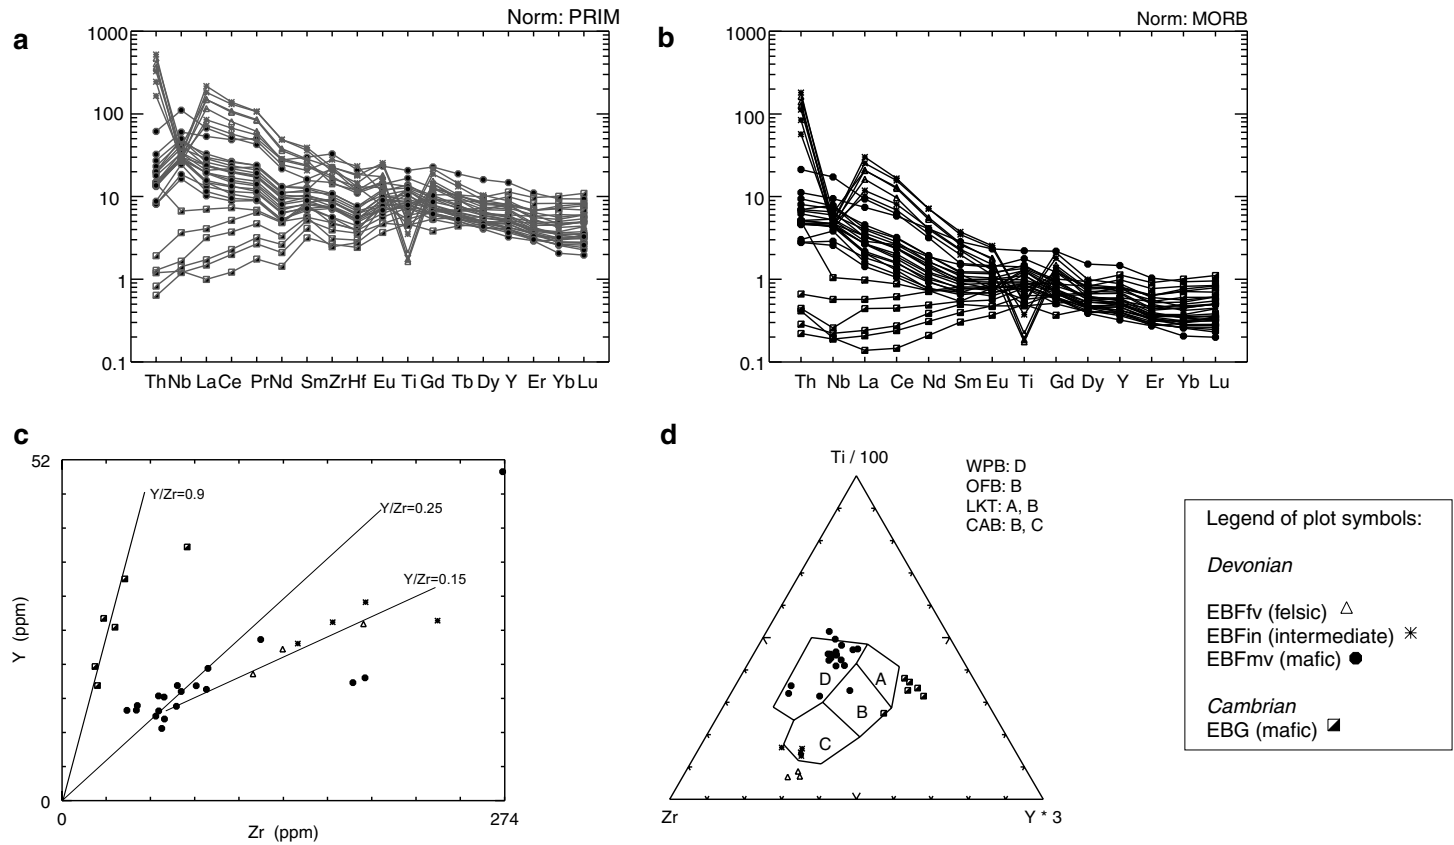 a
Norm: PRIM
1000
100
10
1
0.1
Th Nb La Ce Pr Nd Sm Zr Hf Eu Ti Gd Tb Dy Y Er Yb Lu
b
Norm: MORB
1000
100
10
1
0.1
Th Nb La Ce Nd Sm Eu Ti Gd Dy Y Er Yb Lu
c
52
Y/Zr=0.9
Y/Zr=0.25
Y/Zr=0.15
Y (ppm)
0
0
274
Zr (ppm)
d
Ti / 100
WPB: D
OFB: B
LKT: A, B
CAB: B, C
D
A
B
C
Zr
Y * 3
Legend of plot symbols:
Devonian
EBFfv (felsic)
EBFin (intermediate)
EBFmv (mafic)
Cambrian
EBG (mafic)